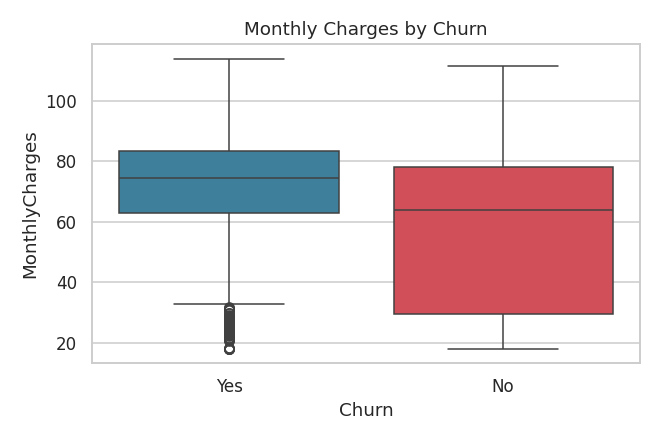 Monthly Charges by Churn
MonthlyCharges
100
80
60
40
20
Yes
No
Churn